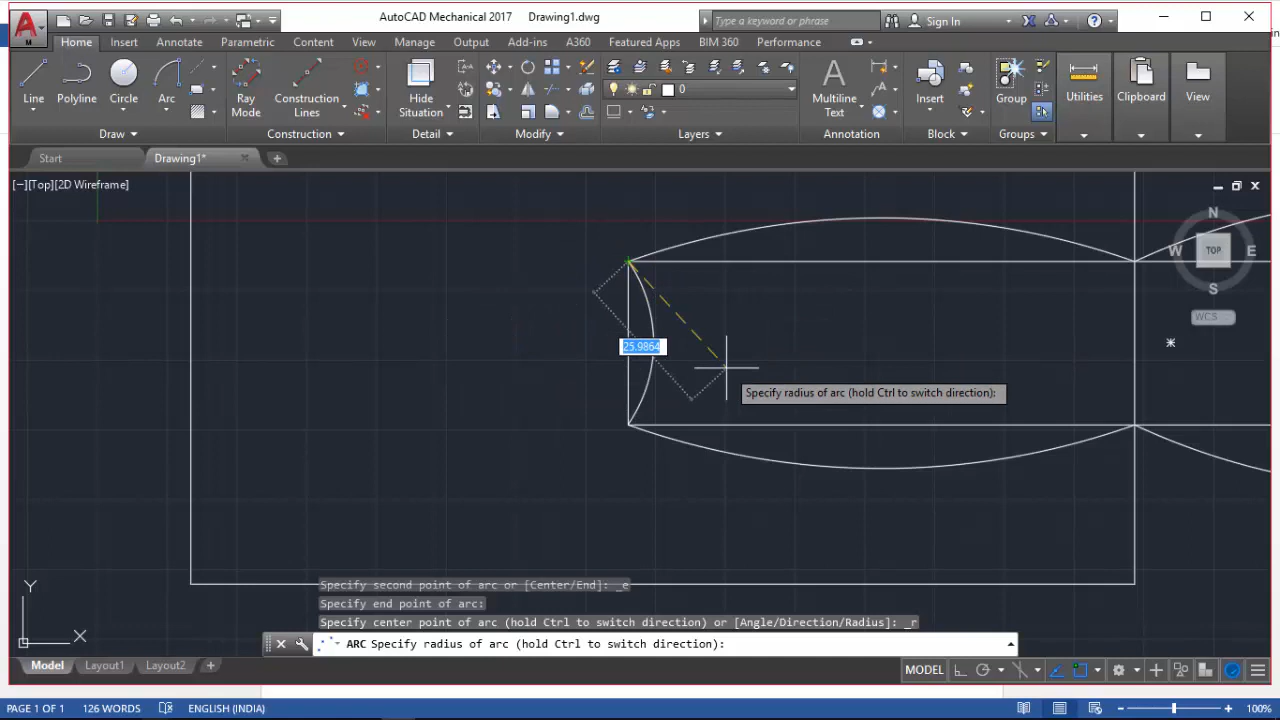 AutoCAD Mechanical 2017 Drawing1.dwg
Type a keyword or phrase
Sign In
Home Insert Annotate Parametric Content View Manage Output Add-ins A360 Featured Apps BIM 360 Performance
M
Line Polyline Circle Arc
Ray Mode
Construction Lines
Hide Situation
0
Multiline Text
Insert
Group
Utilities
Clipboard
View
Draw Construction Detail Modify Layers Annotation Block Groups
Start Drawing1*
[−][Top][2D Wireframe]
N
W TOP E
S
WCS
25.9864
Specify radius of arc (hold Ctrl to switch direction):
Y
X
Specify second point of arc or [Center/End]: _e
Specify end point of arc:
Specify center point of arc (hold Ctrl to switch direction) or [Angle/Direction/Radius]: _r
ARC Specify radius of arc (hold Ctrl to switch direction):
Model Layout1 Layout2
MODEL
PAGE 1 OF 1 126 WORDS ENGLISH (INDIA) 100%